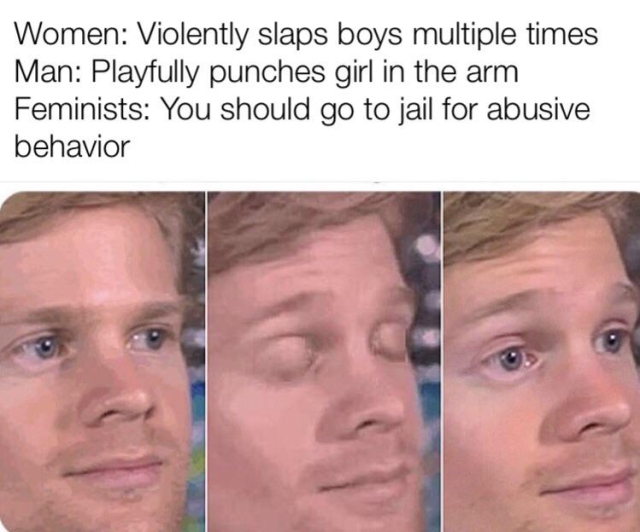 Women: Violently slaps boys multiple times
Man: Playfully punches girl in the arm
Feminists: You should go to jail for abusive
behavior